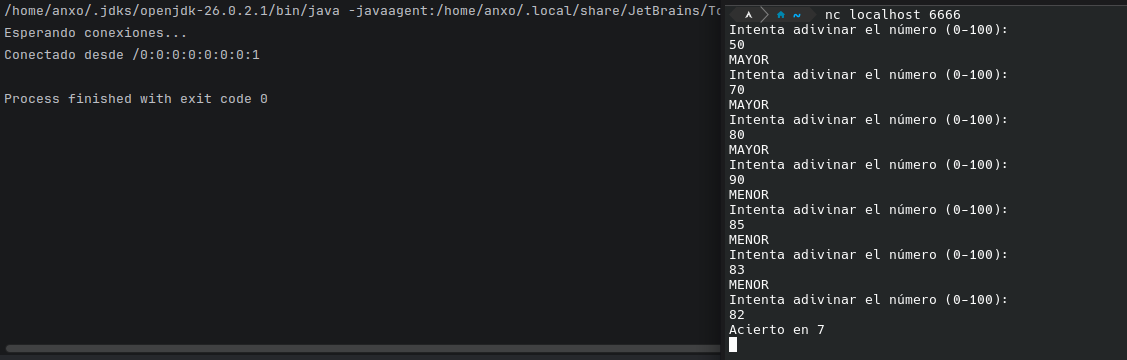 /home/anxo/.jdks/openjdk-26.0.2.1/bin/java -javaagent:/home/anxo/.local/share/JetBrains/To
Esperando conexiones...
Conectado desde /0:0:0:0:0:0:0:1
Process finished with exit code 0
~ nc localhost 6666
Intenta adivinar el número (0-100):
50
MAYOR
Intenta adivinar el número (0-100):
70
MAYOR
Intenta adivinar el número (0-100):
80
MAYOR
Intenta adivinar el número (0-100):
90
MENOR
Intenta adivinar el número (0-100):
85
MENOR
Intenta adivinar el número (0-100):
83
MENOR
Intenta adivinar el número (0-100):
82
Acierto en 7